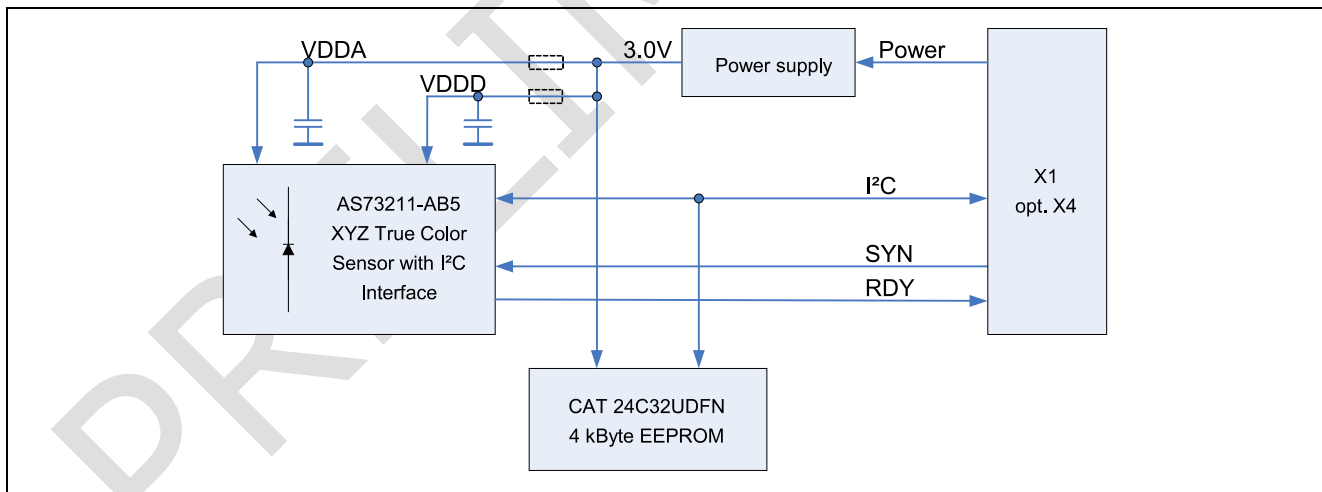 VDDA
3.0V
Power supply
Power
VDDD
X1
opt. X4
I²C
AS73211-AB5
XYZ True Color
Sensor with I²C
Interface
SYN
RDY
CAT 24C32UDFN
4 kByte EEPROM
PRELIN